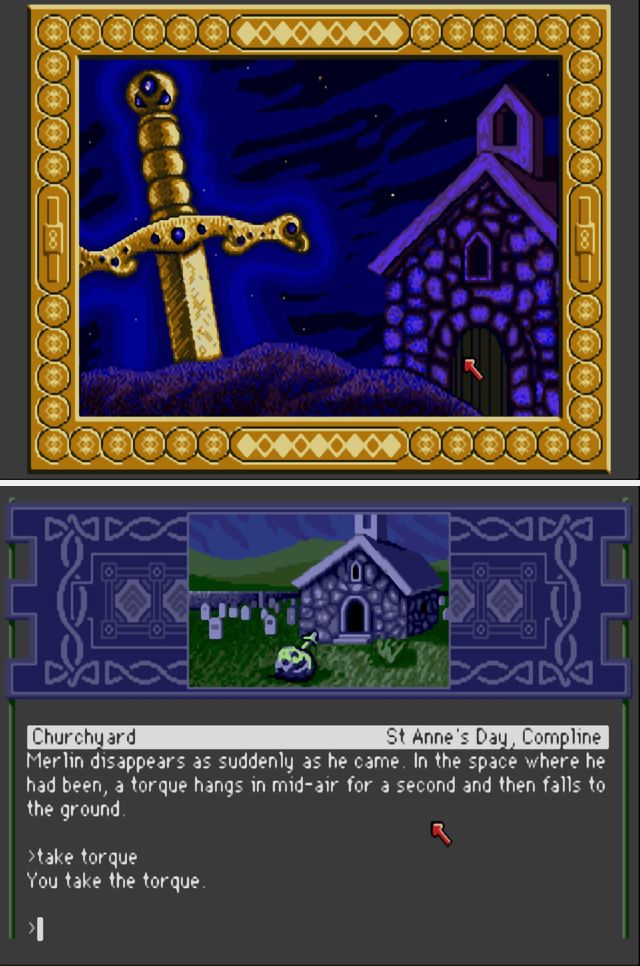 Churchyard St Anne's Day, Compline
Merlin disappears as suddenly as he came. In the space where he
had been, a torque hangs in mid-air for a second and then falls to
the ground.
>take torque
You take the torque.
>